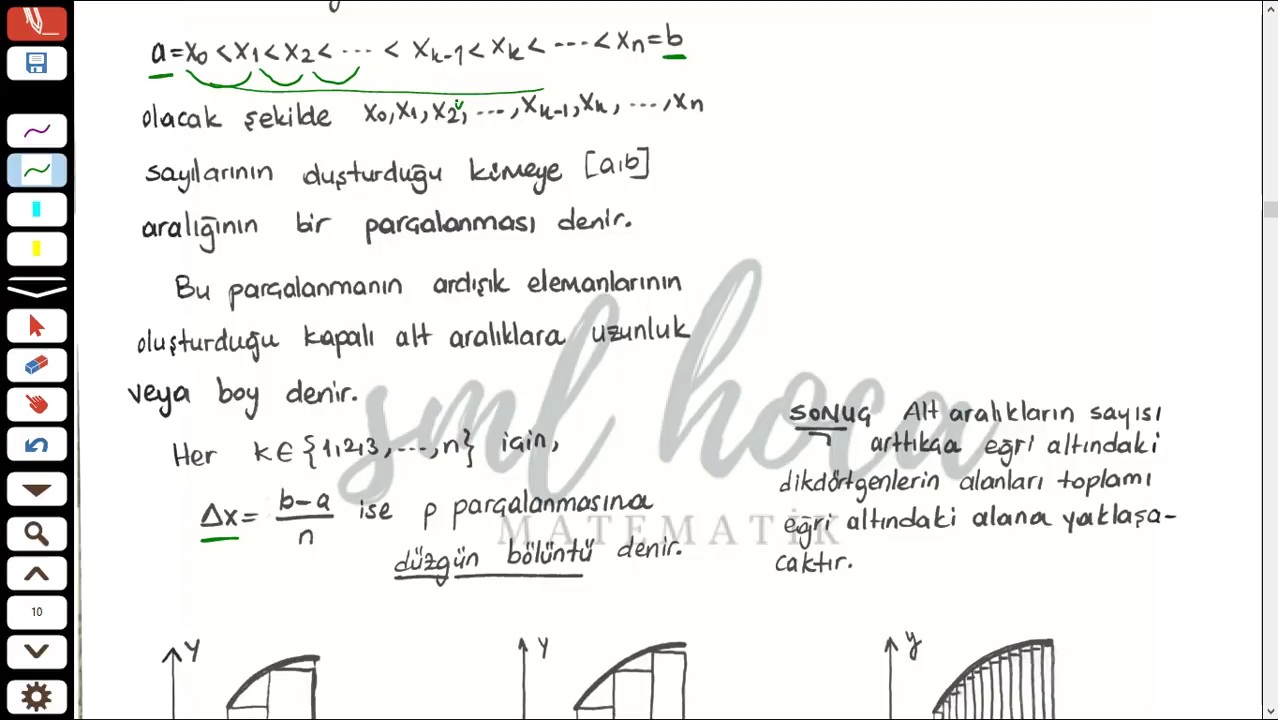 a=x₀<x₁<x₂<...<xₖ₋₁<xₖ<...<xₙ=b
olacak şekilde x₀,x₁,x₂,...,xₖ₋₁,xₖ,...,xₙ
sayılarının duşturduğu kümeye [a,b]
aralığının bir parçalanması denir.
Bu parçalanmanın ardışık elemanlarının
oluşturduğu kapalı alt aralıklara uzunluk
veya boy denir.
Her k∈{1,2,3,...,n} için,
Δx = b-a/n ise p parçalanmasına
düzgün bölüntü denir.
SONUÇ Alt aralıkların sayısı
arttıkça eğri altındaki
dikdörtgenlerin alanları toplamı
eğri altındaki alana yaklaşa-
caktır.
sml hoca
MATEMATİK
y
y
y
10